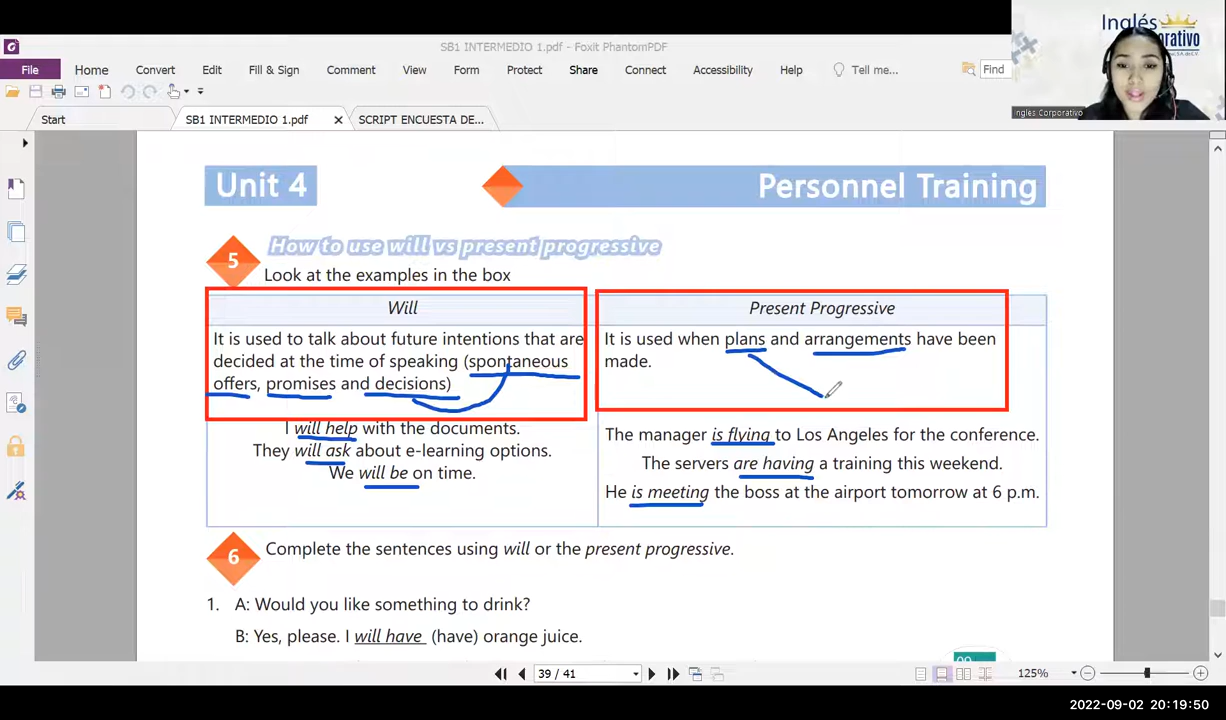 SB1 INTERMEDIO 1.pdf - Foxit PhantomPDF
Inglés
orativo
File Home Convert Edit Fill & Sign Comment View Form Protect Share Connect Accessibility Help Tell me... Find
Ingles Corporativo
Start SB1 INTERMEDIO 1.pdf SCRIPT ENCUESTA DE...
Unit 4 Personnel Training
5 How to use will vs present progressive
Look at the examples in the box
Will
It is used to talk about future intentions that are
decided at the time of speaking (spontaneous
offers, promises and decisions)
I will help with the documents.
They will ask about e-learning options.
We will be on time.
Present Progressive
It is used when plans and arrangements have been
made.
The manager is flying to Los Angeles for the conference.
The servers are having a training this weekend.
He is meeting the boss at the airport tomorrow at 6 p.m.
6 Complete the sentences using will or the present progressive.
1. A: Would you like something to drink?
B: Yes, please. I will have (have) orange juice.
39 / 41 125%
2022-09-02 20:19:50